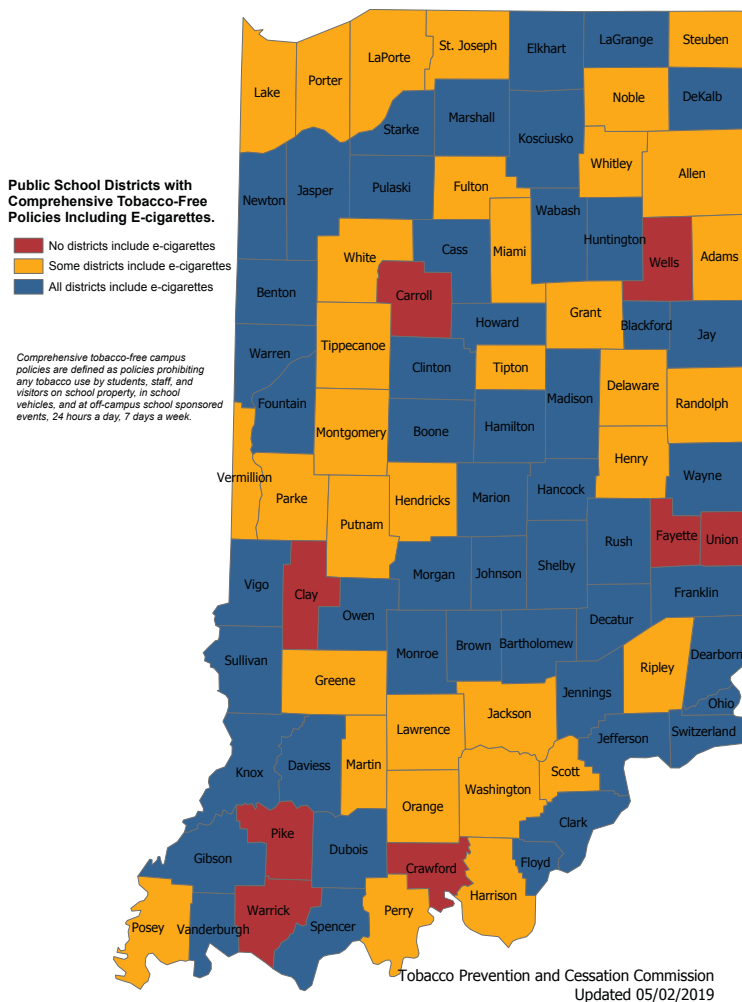 St. Joseph
Elkhart
LaGrange
Steuben
LaPorte
Porter
Lake
Noble
DeKalb
Marshall
Starke
Kosciusko
Whitley
Allen
Public School Districts with
Comprehensive Tobacco-Free
Policies Including E-cigarettes.
Newton
Jasper
Pulaski
Fulton
Wabash
Huntington
No districts include e-cigarettes
Some districts include e-cigarettes
All districts include e-cigarettes
White
Cass
Miami
Wells
Adams
Benton
Carroll
Howard
Grant
Blackford
Jay
Warren
Tippecanoe
Clinton
Tipton
Madison
Delaware
Randolph
Comprehensive tobacco-free campus
policies are defined as policies prohibiting
any tobacco use by students, staff, and
visitors on school property, in school
vehicles, and at off-campus school sponsored
events, 24 hours a day, 7 days a week.
Fountain
Montgomery
Boone
Hamilton
Henry
Wayne
Vermillion
Parke
Putnam
Hendricks
Marion
Hancock
Rush
Fayette
Union
Vigo
Clay
Owen
Morgan
Johnson
Shelby
Franklin
Decatur
Sullivan
Greene
Monroe
Brown
Bartholomew
Ripley
Dearborn
Jennings
Ohio
Jackson
Lawrence
Jefferson
Switzerland
Knox
Daviess
Martin
Washington
Scott
Orange
Clark
Pike
Dubois
Gibson
Crawford
Floyd
Harrison
Warrick
Perry
Posey
Vanderburgh
Spencer
Tobacco Prevention and Cessation Commission
Updated 05/02/2019